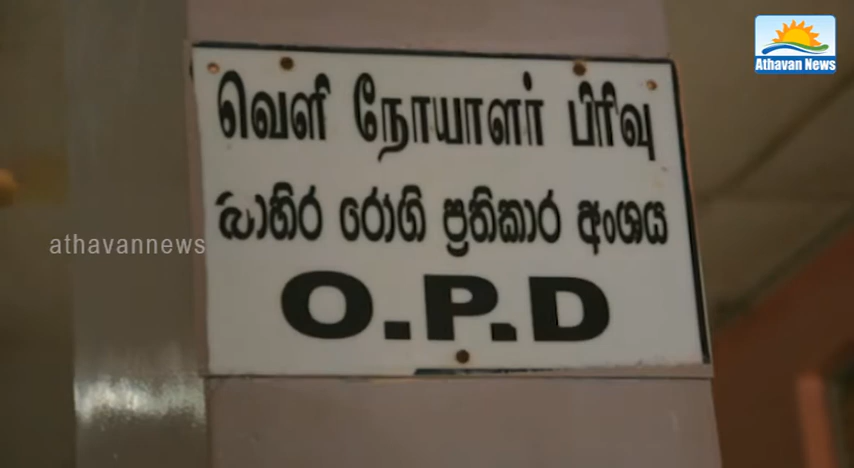 Athavan News
வெளி நோயாளர் பிரிவு
බාහිර රෝගි ප්‍රතිකාර අංශය
athavannews
O.P.D